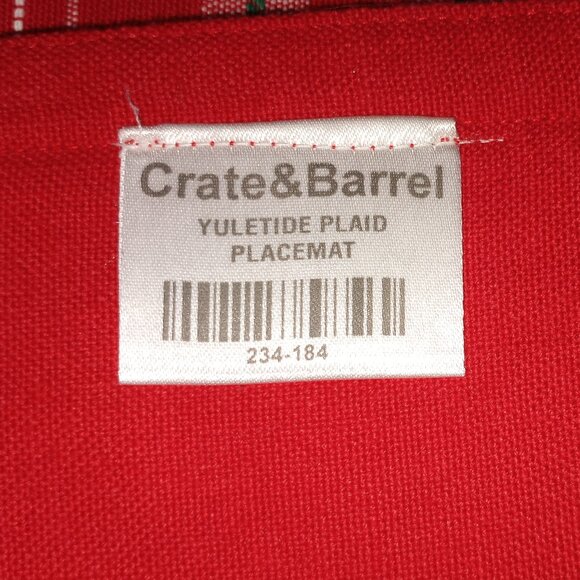 Crate&Barrel
YULETIDE PLAID
PLACEMAT
234-184